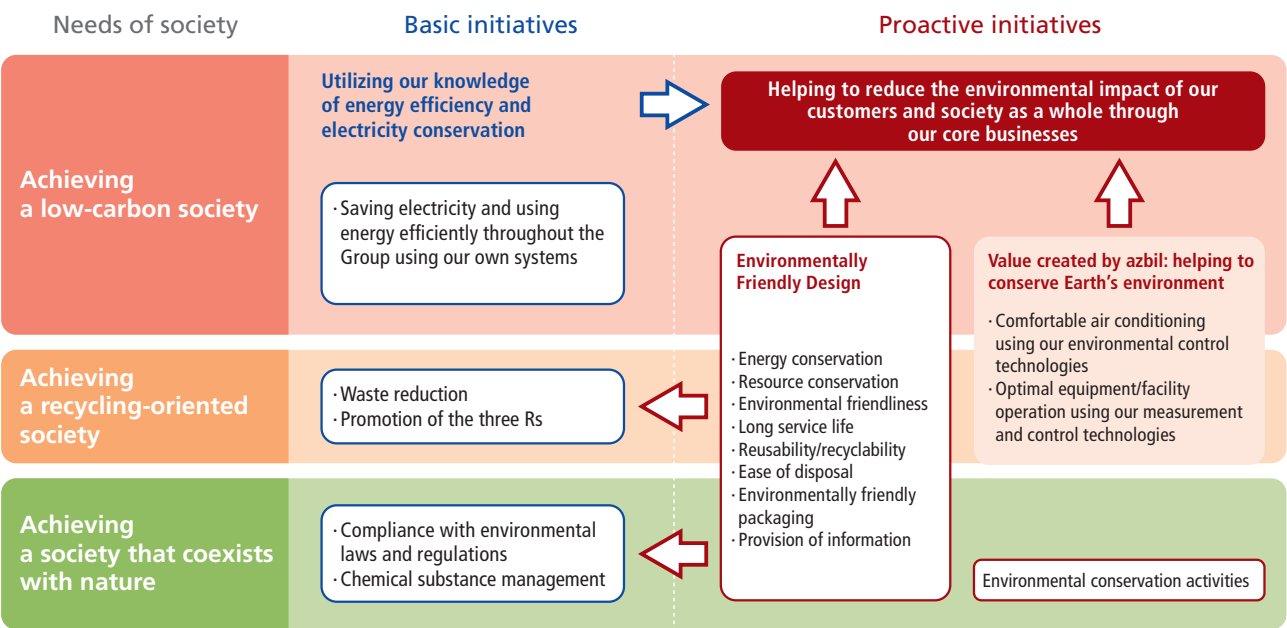 Needs of society
Basic initiatives
Proactive initiatives
Achieving
a low-carbon society
Utilizing our knowledge
of energy efficiency and
electricity conservation
· Saving electricity and using
energy efficiently throughout the
Group using our own systems
Helping to reduce the environmental impact of our
customers and society as a whole through
our core businesses
Environmentally
Friendly Design
· Energy conservation
· Resource conservation
· Environmental friendliness
· Long service life
· Reusability/recyclability
· Ease of disposal
· Environmentally friendly
packaging
· Provision of information
Value created by azbil: helping to
conserve Earth’s environment
· Comfortable air conditioning
using our environmental control
technologies
· Optimal equipment/facility
operation using our measurement
and control technologies
Achieving
a recycling-oriented
society
· Waste reduction
· Promotion of the three Rs
Achieving
a society that coexists
with nature
· Compliance with environmental
laws and regulations
· Chemical substance management
Environmental conservation activities